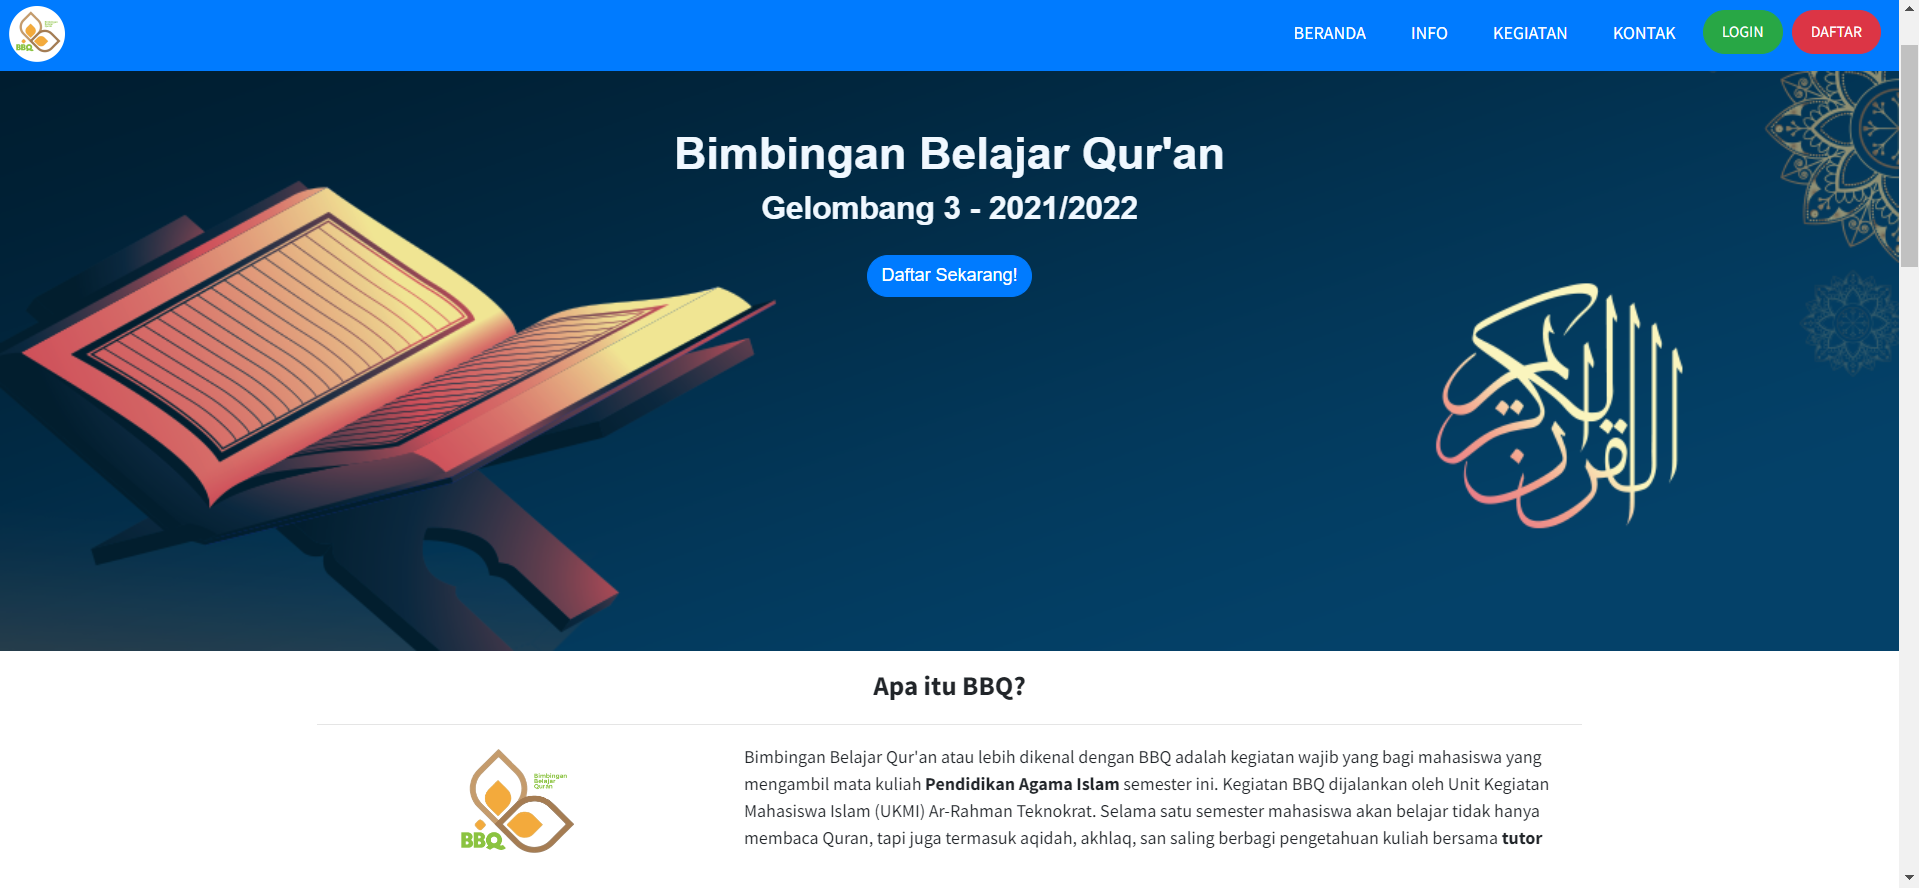 BBQ
BERANDA
INFO
KEGIATAN
KONTAK
LOGIN
DAFTAR
Bimbingan Belajar Qur'an
Gelombang 3 - 2021/2022
Daftar Sekarang!
القرآن الكريم
Apa itu BBQ?
Bimbingan
Belajar
Quran
BBQ
Bimbingan Belajar Qur'an atau lebih dikenal dengan BBQ adalah kegiatan wajib yang bagi mahasiswa yang
mengambil mata kuliah Pendidikan Agama Islam semester ini. Kegiatan BBQ dijalankan oleh Unit Kegiatan
Mahasiswa Islam (UKMI) Ar-Rahman Teknokrat. Selama satu semester mahasiswa akan belajar tidak hanya
membaca Quran, tapi juga termasuk aqidah, akhlaq, san saling berbagi pengetahuan kuliah bersama tutor